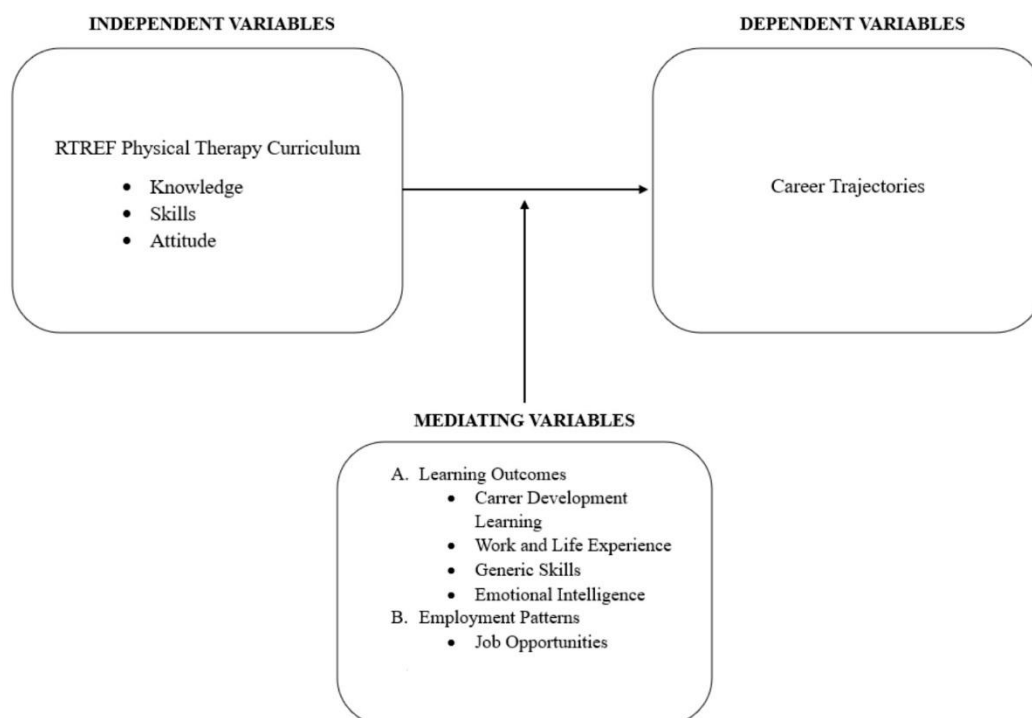 INDEPENDENT VARIABLES
DEPENDENT VARIABLES
RTREF Physical Therapy Curriculum
• Knowledge
• Skills
• Attitude
Career Trajectories
MEDIATING VARIABLES
A. Learning Outcomes
• Carrer Development
Learning
• Work and Life Experience
• Generic Skills
• Emotional Intelligence
B. Employment Patterns
• Job Opportunities